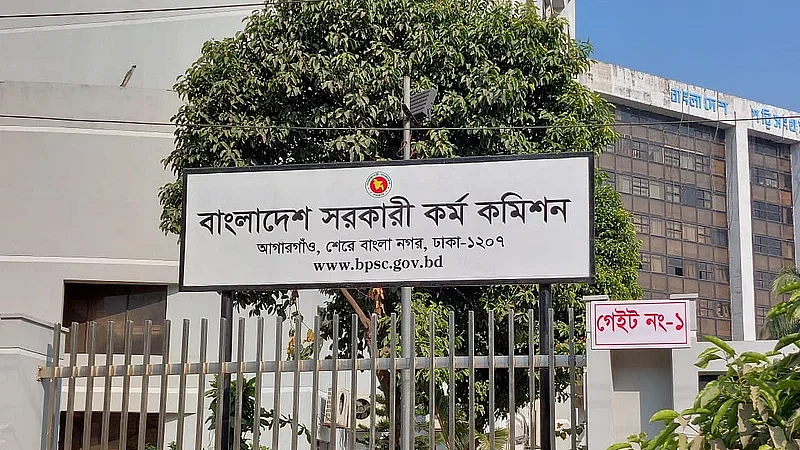 বাংলাদেশ সরকারী কর্ম কমিশন
আগারগাঁও, শেরে বাংলা নগর, ঢাকা-১২০৭
www.bpsc.gov.bd
গেইট নং-১
বাংলাদেশ